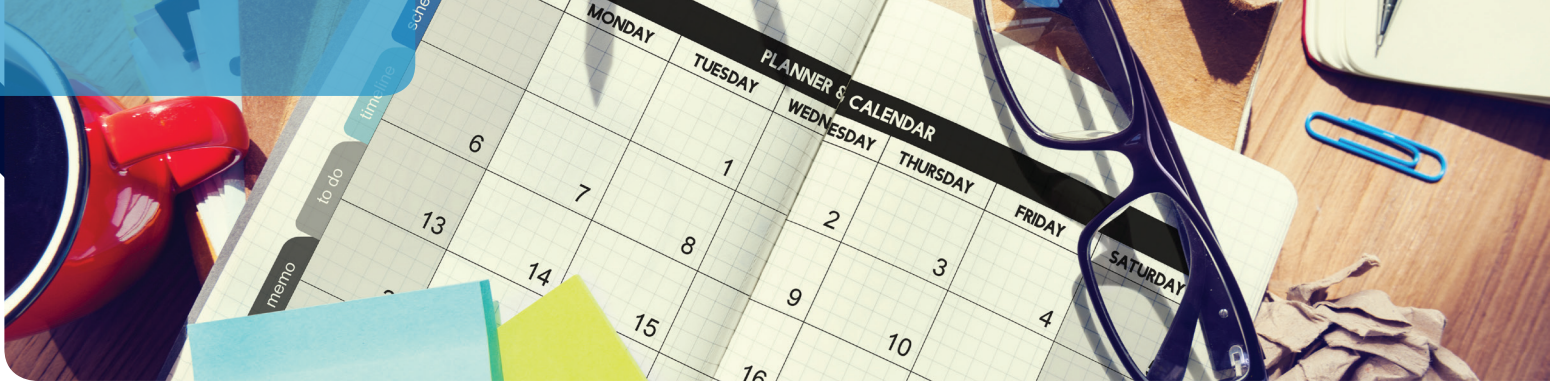 PLANNER & CALENDAR
MONDAY TUESDAY WEDNESDAY THURSDAY FRIDAY SATURDAY
1 2 3 4
6 7 8 9 10
13 14 15 16
timeline
to do
memo